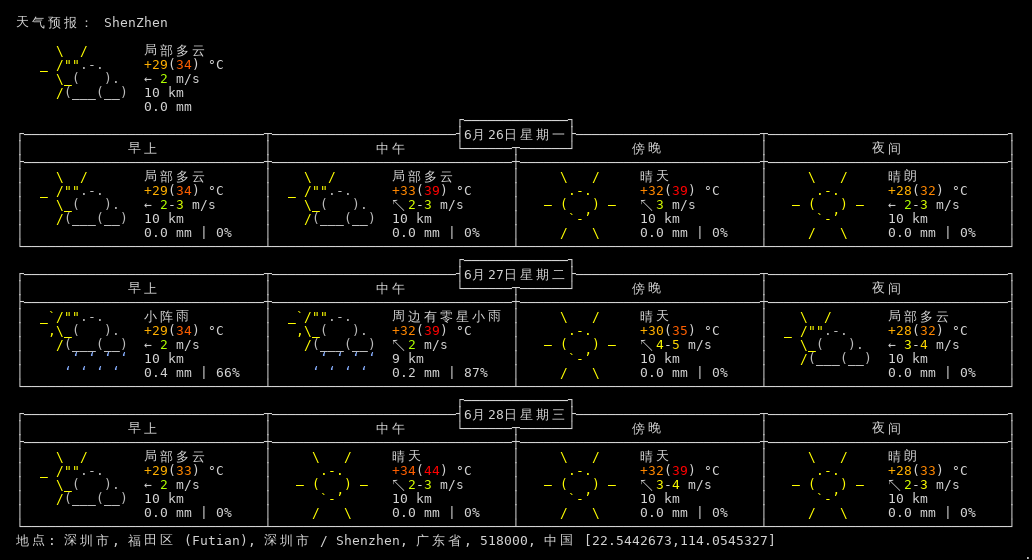 天气预报： ShenZhen
局部多云
+29(34) °C
← 2 m/s
10 km
0.0 mm
6月26日星期一
早上 中午 傍晚 夜间
局部多云 局部多云 晴天 晴朗
+29(34) °C +33(39) °C +32(39) °C +28(32) °C
← 2-3 m/s ↖ 2-3 m/s ↖ 3 m/s ← 2-3 m/s
10 km 10 km 10 km 10 km
0.0 mm | 0% 0.0 mm | 0% 0.0 mm | 0% 0.0 mm | 0%
6月27日星期二
早上 中午 傍晚 夜间
小阵雨 周边有零星小雨 晴天 局部多云
+29(34) °C +32(39) °C +30(35) °C +28(32) °C
← 2 m/s ↖ 2 m/s ↖ 4-5 m/s ← 3-4 m/s
10 km 9 km 10 km 10 km
0.4 mm | 66% 0.2 mm | 87% 0.0 mm | 0% 0.0 mm | 0%
6月28日星期三
早上 中午 傍晚 夜间
局部多云 晴天 晴天 晴朗
+29(33) °C +34(44) °C +32(39) °C +28(33) °C
← 2 m/s ↖ 2-3 m/s ↖ 3-4 m/s ↖ 2-3 m/s
10 km 10 km 10 km 10 km
0.0 mm | 0% 0.0 mm | 0% 0.0 mm | 0% 0.0 mm | 0%
地点: 深圳市, 福田区 (Futian), 深圳市 / Shenzhen, 广东省, 518000, 中国 [22.5442673,114.0545327]